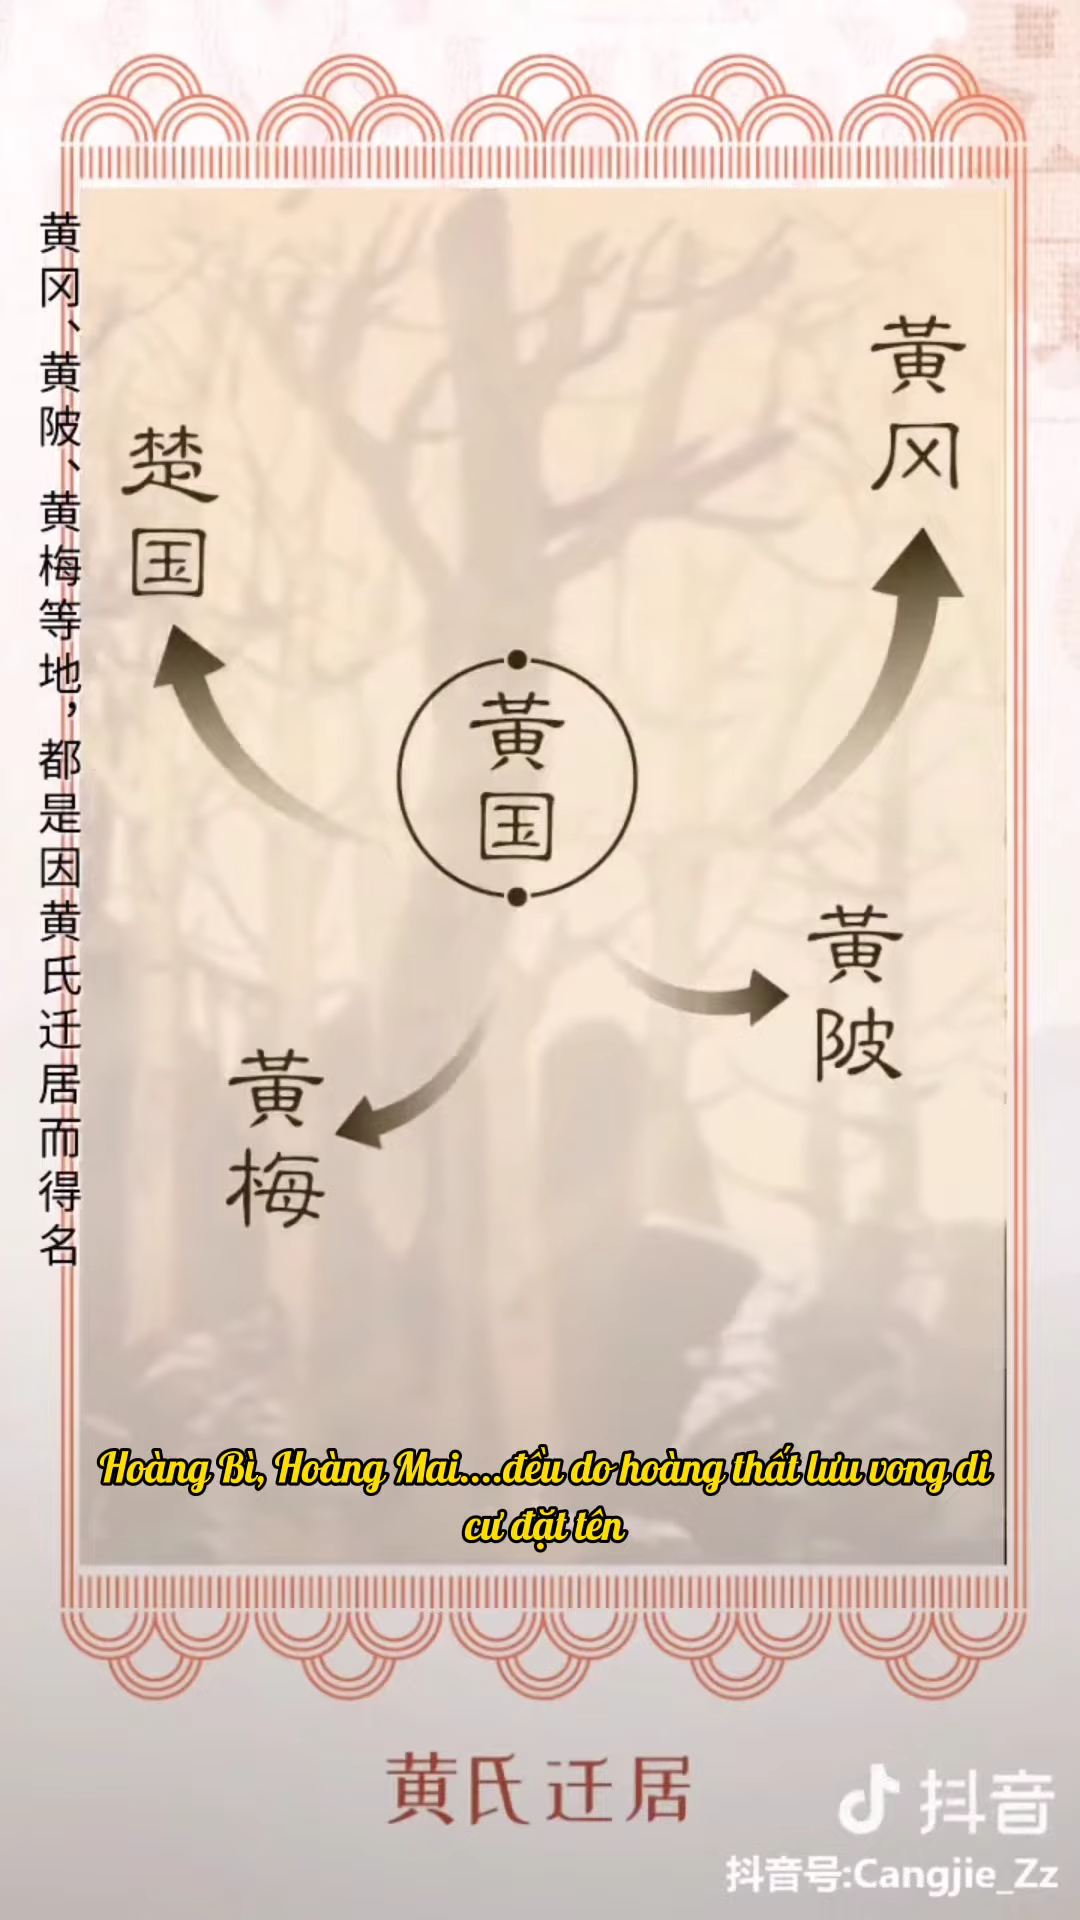 黄冈、黄陂、黄梅等地，都是因黄氏迁居而得名
楚国
黄冈
黄国
黄陂
黄梅
Hoàng Bì, Hoàng Mai....đều do hoàng thất lưu vong di
cư đặt tên
黄氏迁居
抖音
抖音号:Cangjie_Zz